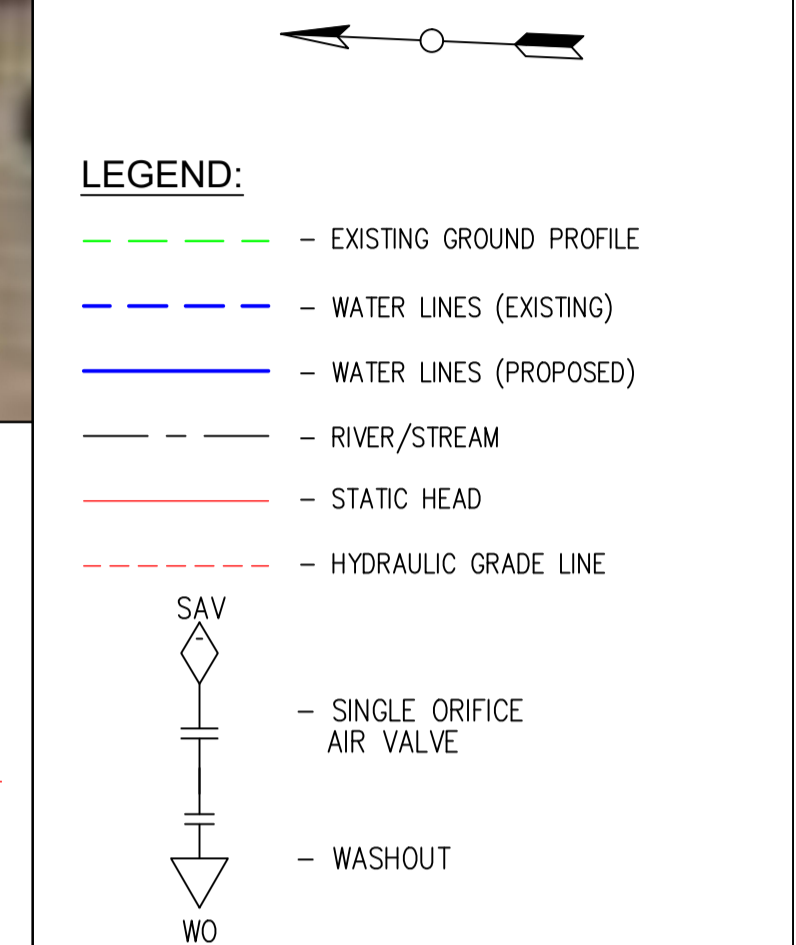 LEGEND:
– EXISTING GROUND PROFILE
– WATER LINES (EXISTING)
– WATER LINES (PROPOSED)
– RIVER/STREAM
– STATIC HEAD
– HYDRAULIC GRADE LINE
SAV
– SINGLE ORIFICE
AIR VALVE
– WASHOUT
WO